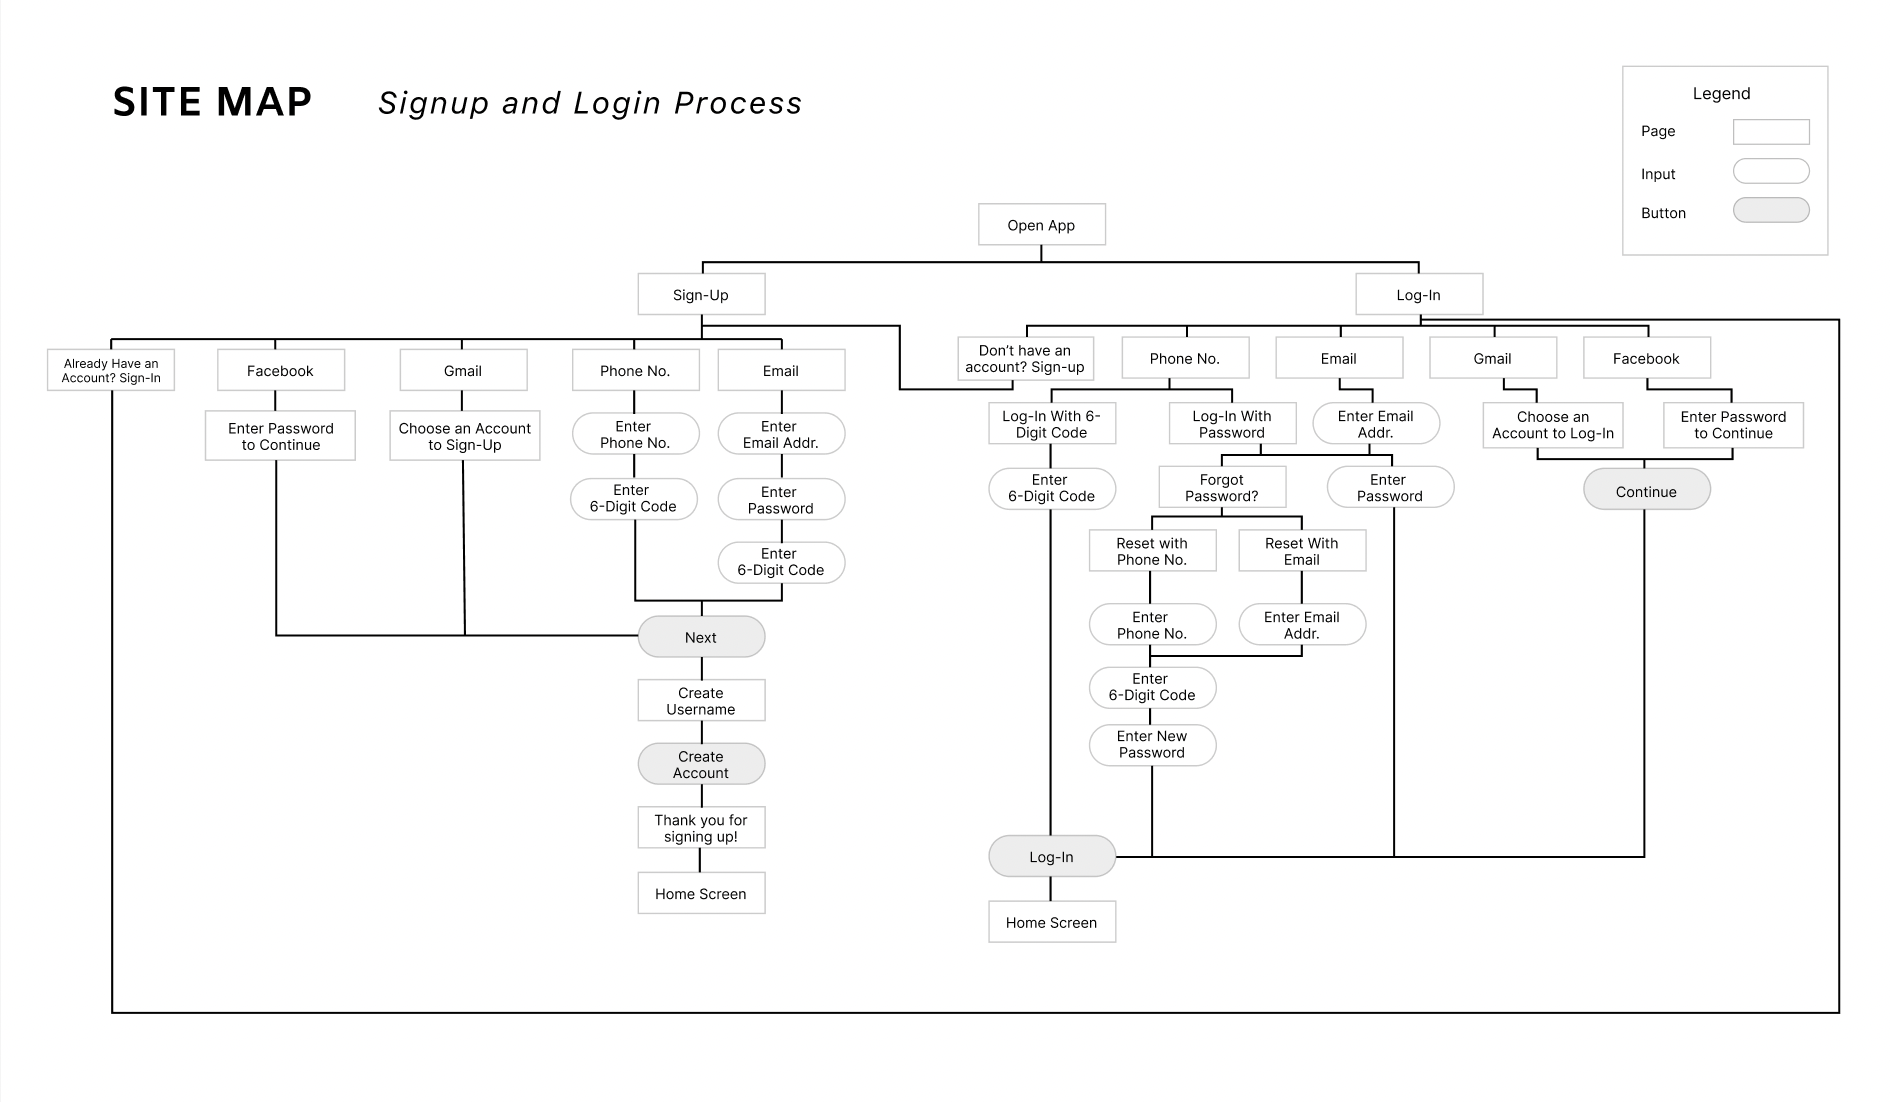 SITE MAP Signup and Login Process
Legend
Page
Input
Button
Open App
Sign-Up
Log-In
Already Have an
Account? Sign-In
Facebook
Gmail
Phone No.
Email
Don't have an
account? Sign-up
Phone No.
Email
Gmail
Facebook
Enter Password
to Continue
Choose an Account
to Sign-Up
Enter
Phone No.
Enter
Email Addr.
Log-In With 6-
Digit Code
Log-In With
Password
Enter Email
Addr.
Choose an
Account to Log-In
Enter Password
to Continue
Enter
6-Digit Code
Enter
Password
Enter
6-Digit Code
Forgot
Password?
Enter
Password
Continue
Enter
6-Digit Code
Reset with
Phone No.
Reset With
Email
Next
Enter
Phone No.
Enter Email
Addr.
Create
Username
Enter
6-Digit Code
Create
Account
Enter New
Password
Thank you for
signing up!
Log-In
Home Screen
Home Screen